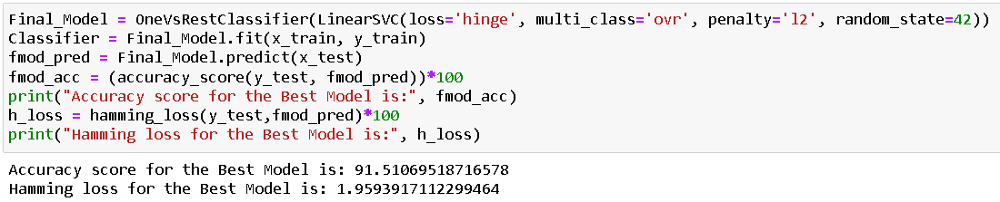 Final_Model = OneVsRestClassifier(LinearSVC(loss='hinge', multi_class='ovr', penalty='l2', random_state=42))
Classifier = Final_Model.fit(x_train, y_train)
fmod_pred = Final_Model.predict(x_test)
fmod_acc = (accuracy_score(y_test, fmod_pred))*100
print("Accuracy score for the Best Model is:", fmod_acc)
h_loss = hamming_loss(y_test,fmod_pred)*100
print("Hamming loss for the Best Model is:", h_loss)
Accuracy score for the Best Model is: 91.51069518716578
Hamming loss for the Best Model is: 1.9593917112299464